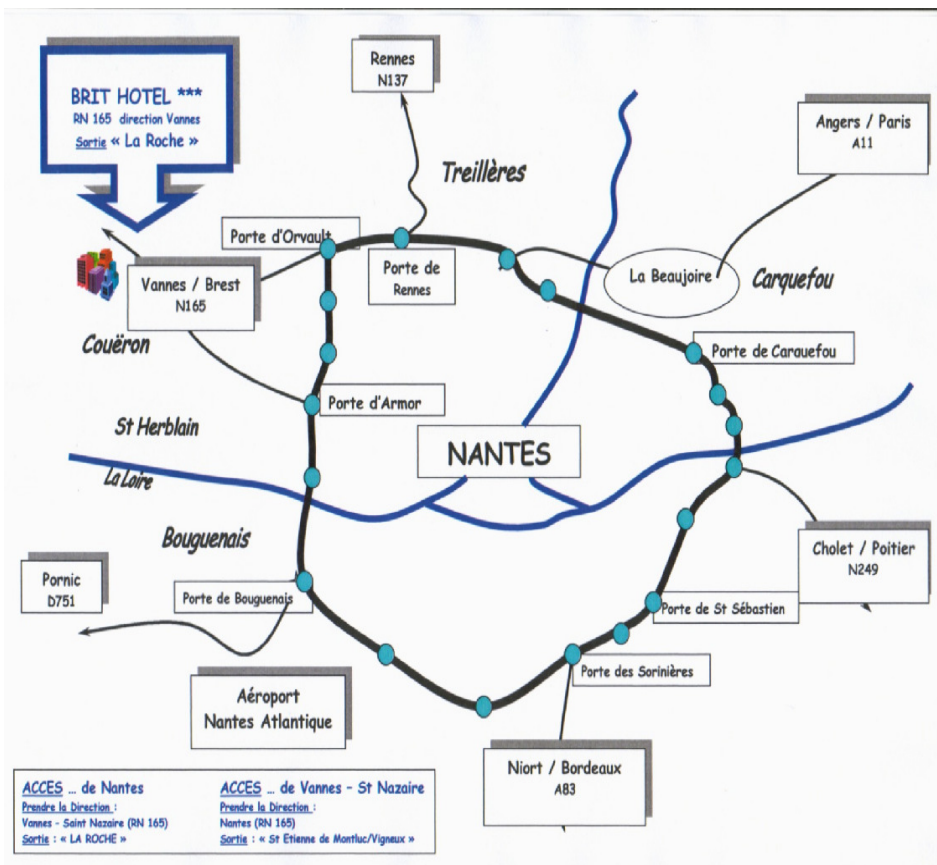 BRIT HOTEL ***
RN 165 direction Vannes
Sortie « La Roche »
Rennes
N137
Angers / Paris
A11
Treillères
Porte d'Orvault
Porte de
Rennes
La Beaujoire
Carquefou
Vannes / Brest
N165
Couëron
Porte de Carquefou
Porte d'Armor
St Herblain
NANTES
La Loire
Bouguenais
Cholet / Poitier
N249
Pornic
D751
Porte de Bouguenais
Porte de St Sébastien
Porte des Sorinières
Aéroport
Nantes Atlantique
Niort / Bordeaux
A83
ACCES ... de Nantes
Prendre la Direction :
Vannes - Saint Nazaire (RN 165)
Sortie : « LA ROCHE »
ACCES ... de Vannes - St Nazaire
Prendre la Direction :
Nantes (RN 165)
Sortie : « St Etienne de Montluc/Vigneux »